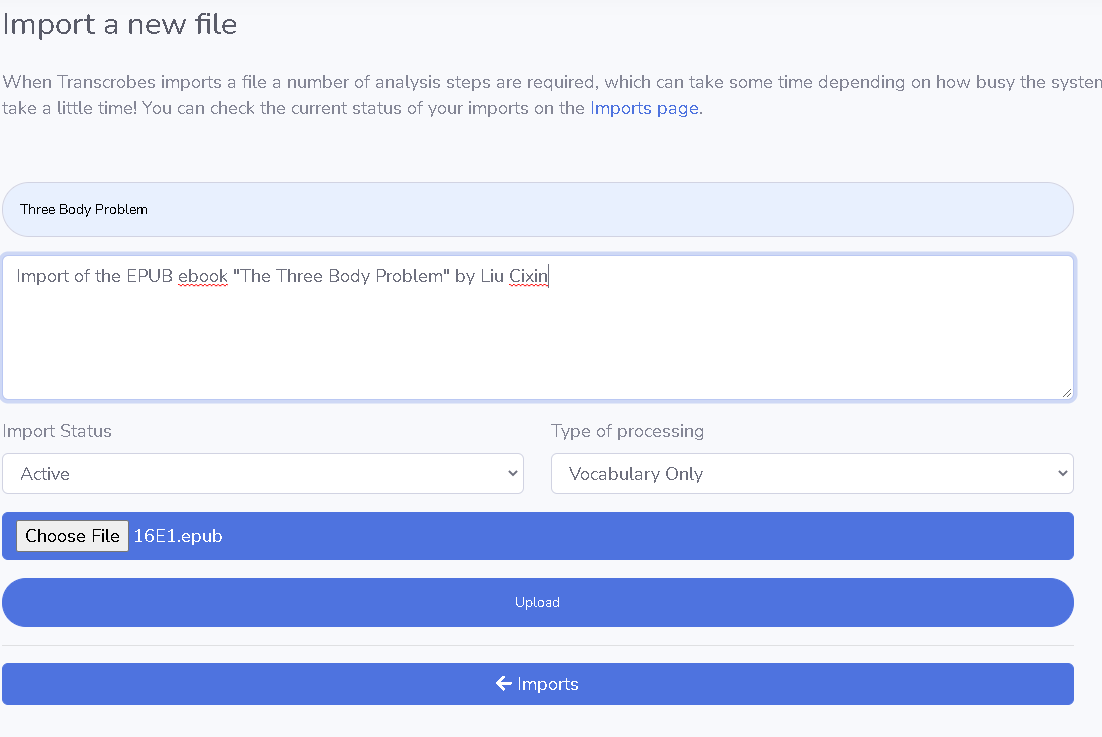 Import a new file
When Transcrobes imports a file a number of analysis steps are required, which can take some time depending on how busy the
take a little time! You can check the current status of your imports on the Imports page.
Three Body Problem
Import of the EPUB ebook "The Three Body Problem" by Liu Cixin
Import Status
Type of processing
Active
Vocabulary Only
Choose File 16E1.epub
Upload
Imports